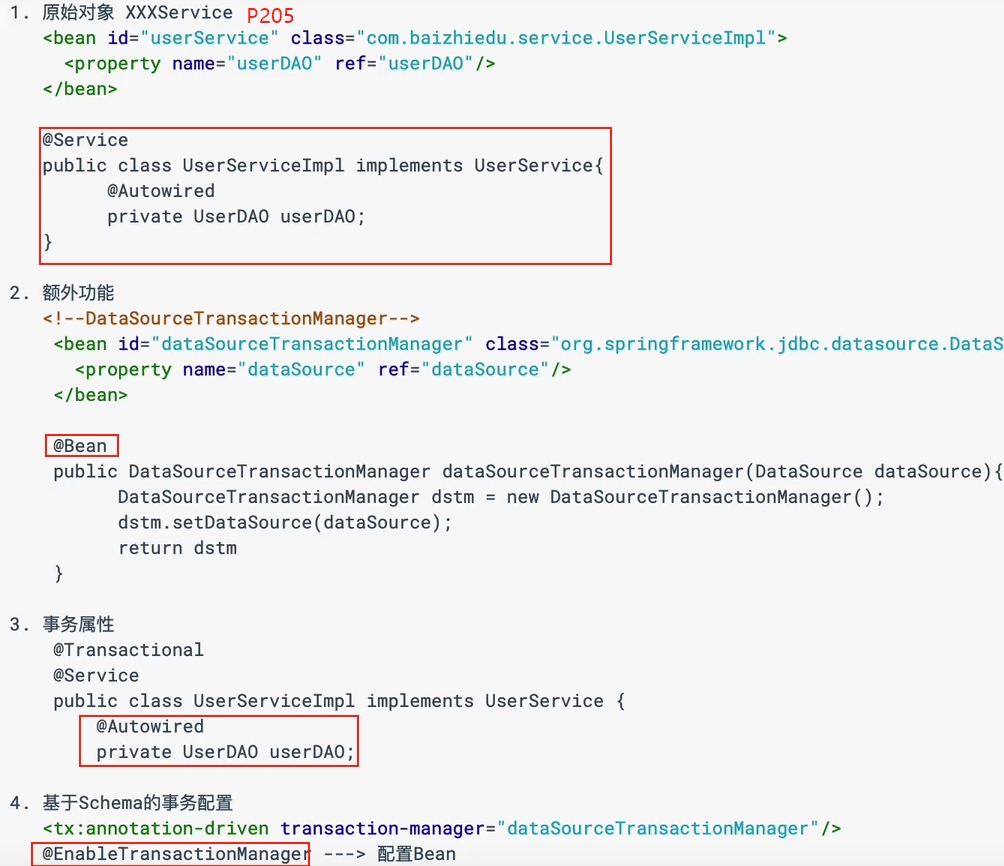 1. 原始对象 XXXService P205
<bean id="userService" class="com.baizhiedu.service.UserServiceImpl">
<property name="userDAO" ref="userDAO"/>
</bean>
@Service
public class UserServiceImpl implements UserService{
@Autowired
private UserDAO userDAO;
}
2. 额外功能
<!--DataSourceTransactionManager-->
<bean id="dataSourceTransactionManager" class="org.springframework.jdbc.datasource.DataS
<property name="dataSource" ref="dataSource"/>
</bean>
@Bean
public DataSourceTransactionManager dataSourceTransactionManager(DataSource dataSource){
DataSourceTransactionManager dstm = new DataSourceTransactionManager();
dstm.setDataSource(dataSource);
return dstm
}
3. 事务属性
@Transactional
@Service
public class UserServiceImpl implements UserService {
@Autowired
private UserDAO userDAO;
4. 基于Schema的事务配置
<tx:annotation-driven transaction-manager="dataSourceTransactionManager"/>
@EnableTransactionManager ---> 配置Bean